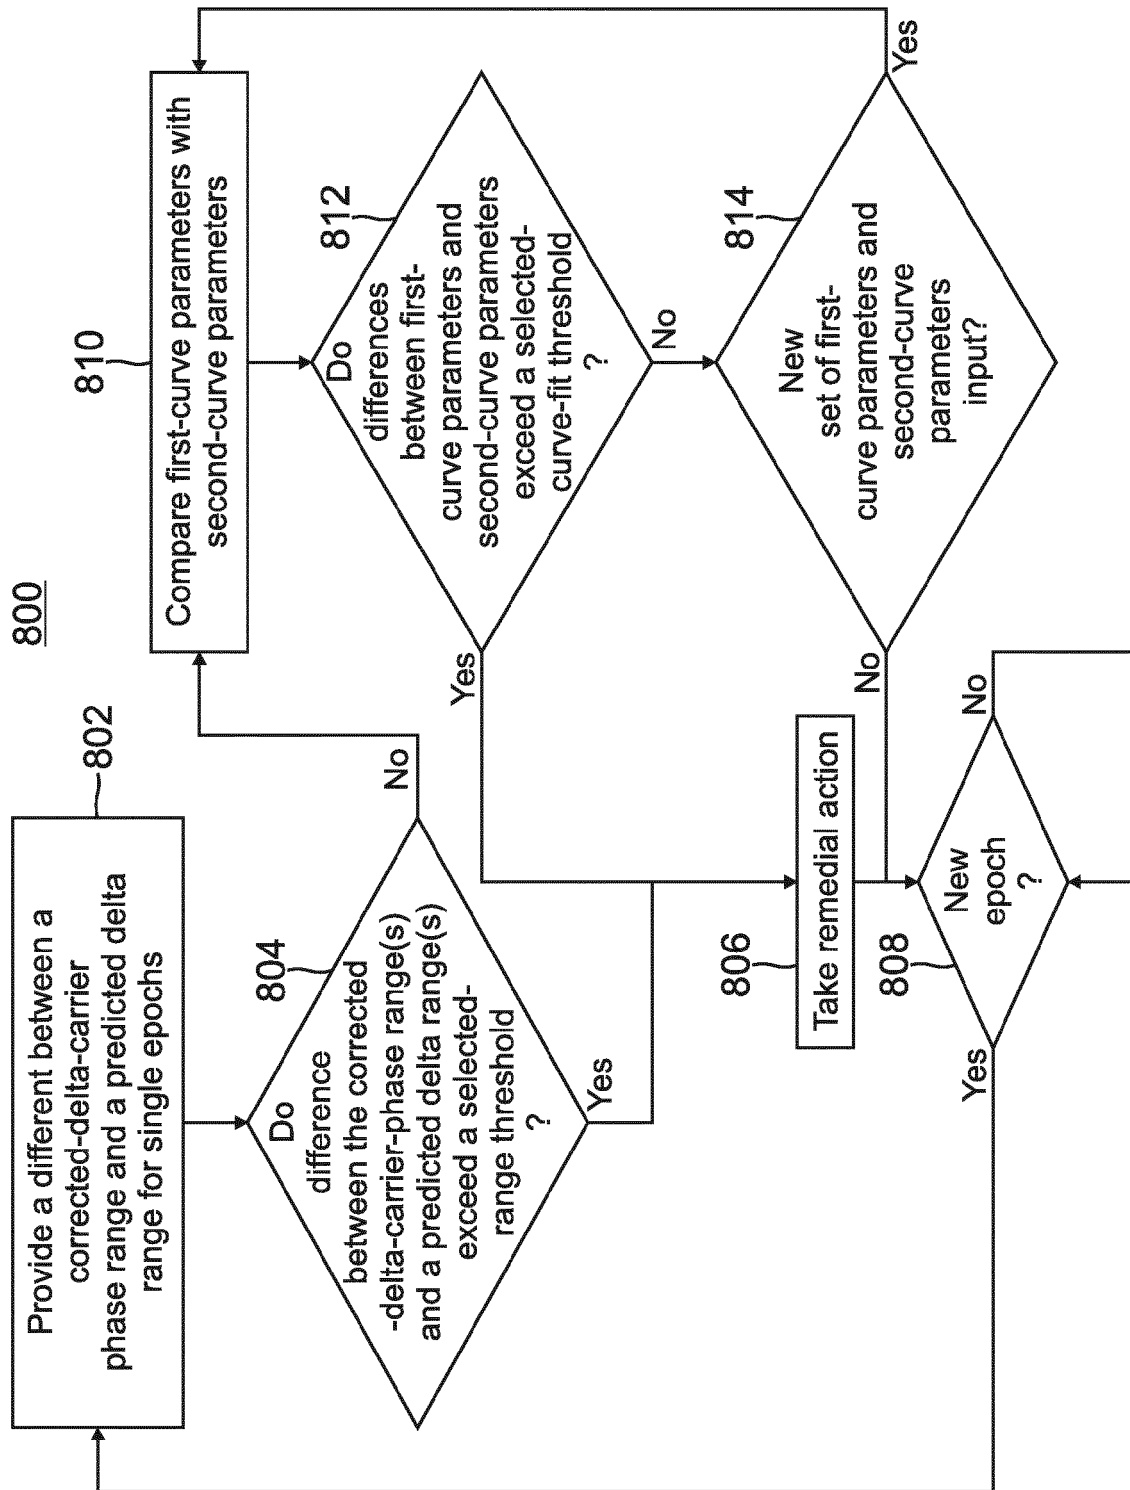 800
802
Provide a different between a
corrected-delta-carrier
phase range and a predicted delta
range for single epochs
804
Do
difference
between the corrected
-delta-carrier-phase range(s)
and a predicted delta range(s)
exceed a selected-
range threshold
?
No
Yes
810
Compare first-curve parameters with
second-curve parameters
812
Do
differences
between first-
curve parameters and
second-curve parameters
exceed a selected-
curve-fit threshold
?
Yes
No
814
New
set of first-
curve parameters and
second-curve
parameters
input?
Yes
No
806
Take remedial action
808
New
epoch
?
Yes
No